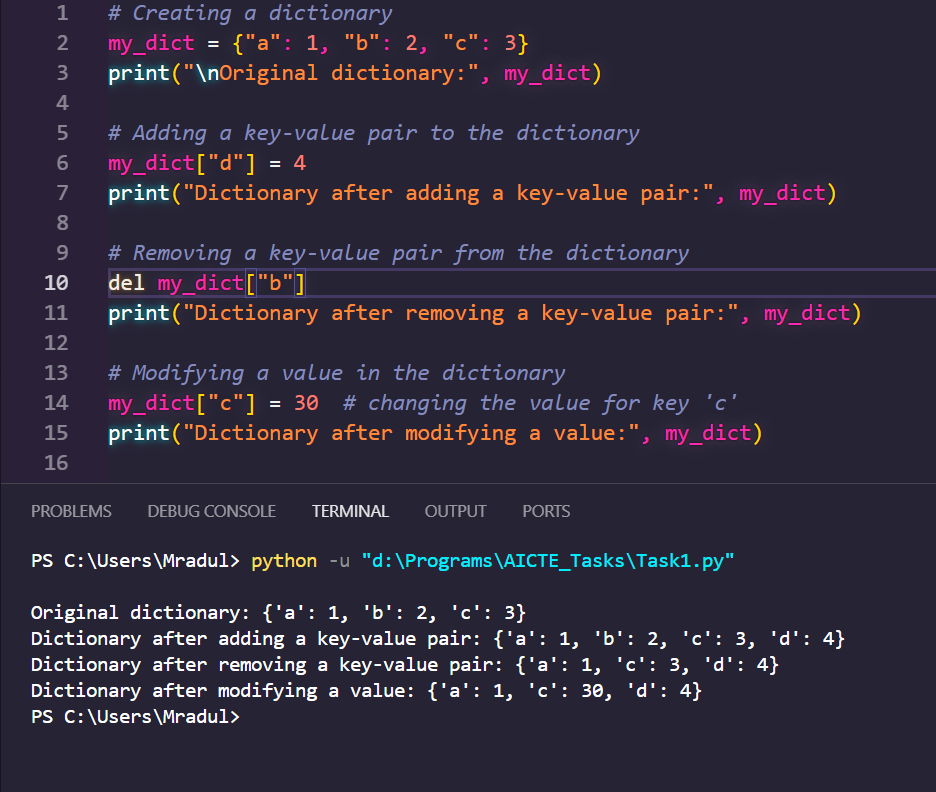 1 # Creating a dictionary
2 my_dict = {"a": 1, "b": 2, "c": 3}
3 print("\nOriginal dictionary:", my_dict)
4
5 # Adding a key-value pair to the dictionary
6 my_dict["d"] = 4
7 print("Dictionary after adding a key-value pair:", my_dict)
8
9 # Removing a key-value pair from the dictionary
10 del my_dict["b"]
11 print("Dictionary after removing a key-value pair:", my_dict)
12
13 # Modifying a value in the dictionary
14 my_dict["c"] = 30  # changing the value for key 'c'
15 print("Dictionary after modifying a value:", my_dict)
16
PROBLEMS DEBUG CONSOLE TERMINAL OUTPUT PORTS
PS C:\Users\Mradul> python -u "d:\Programs\AICTE_Tasks\Task1.py"
Original dictionary: {'a': 1, 'b': 2, 'c': 3}
Dictionary after adding a key-value pair: {'a': 1, 'b': 2, 'c': 3, 'd': 4}
Dictionary after removing a key-value pair: {'a': 1, 'c': 3, 'd': 4}
Dictionary after modifying a value: {'a': 1, 'c': 30, 'd': 4}
PS C:\Users\Mradul>